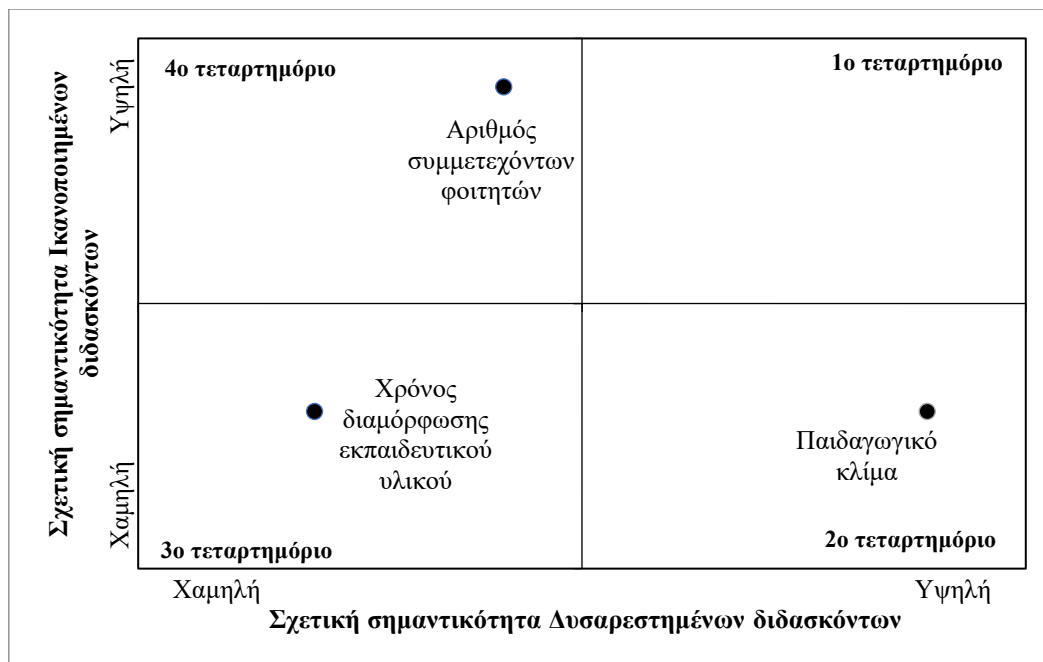 Σχετική σημαντικότητα Ικανοποιημένων
διδασκόντων
Υψηλή
Χαμηλή
4ο τεταρτημόριο
1ο τεταρτημόριο
Αριθμός
συμμετεχόντων
φοιτητών
Χρόνος
διαμόρφωσης
εκπαιδευτικού
υλικού
Παιδαγωγικό
κλίμα
3ο τεταρτημόριο
2ο τεταρτημόριο
Χαμηλή
Υψηλή
Σχετική σημαντικότητα Δυσαρεστημένων διδασκόντων